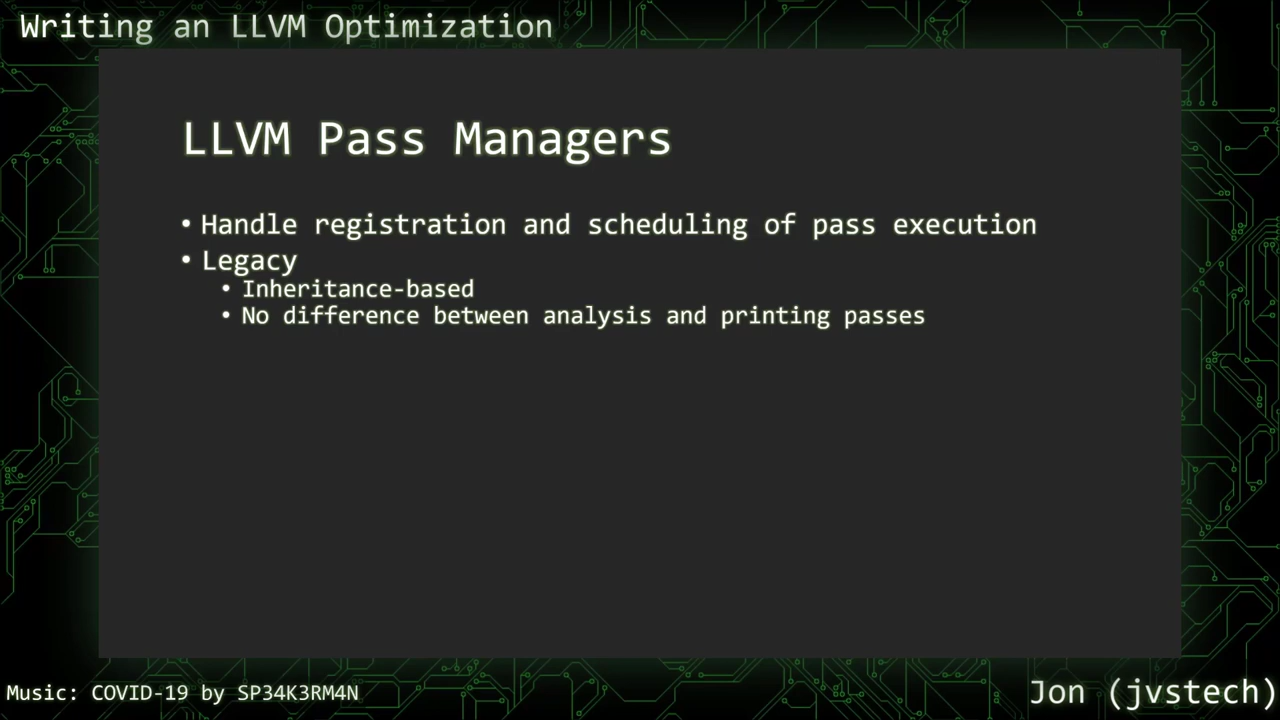 Writing an LLVM Optimization
LLVM Pass Managers
• Handle registration and scheduling of pass execution
• Legacy
• Inheritance-based
• No difference between analysis and printing passes
Music: COVID-19 by SP34K3RM4N
Jon (jvstech)